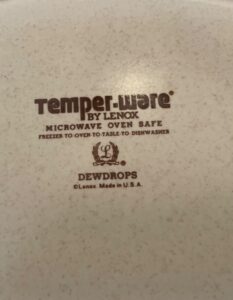 Temper-ware®
BY LENOX
MICROWAVE OVEN SAFE
FREEZER-TO-OVEN-TO-TABLE-TO-DISHWASHER
L
DEWDROPS
©Lenox. Made in U.S.A.